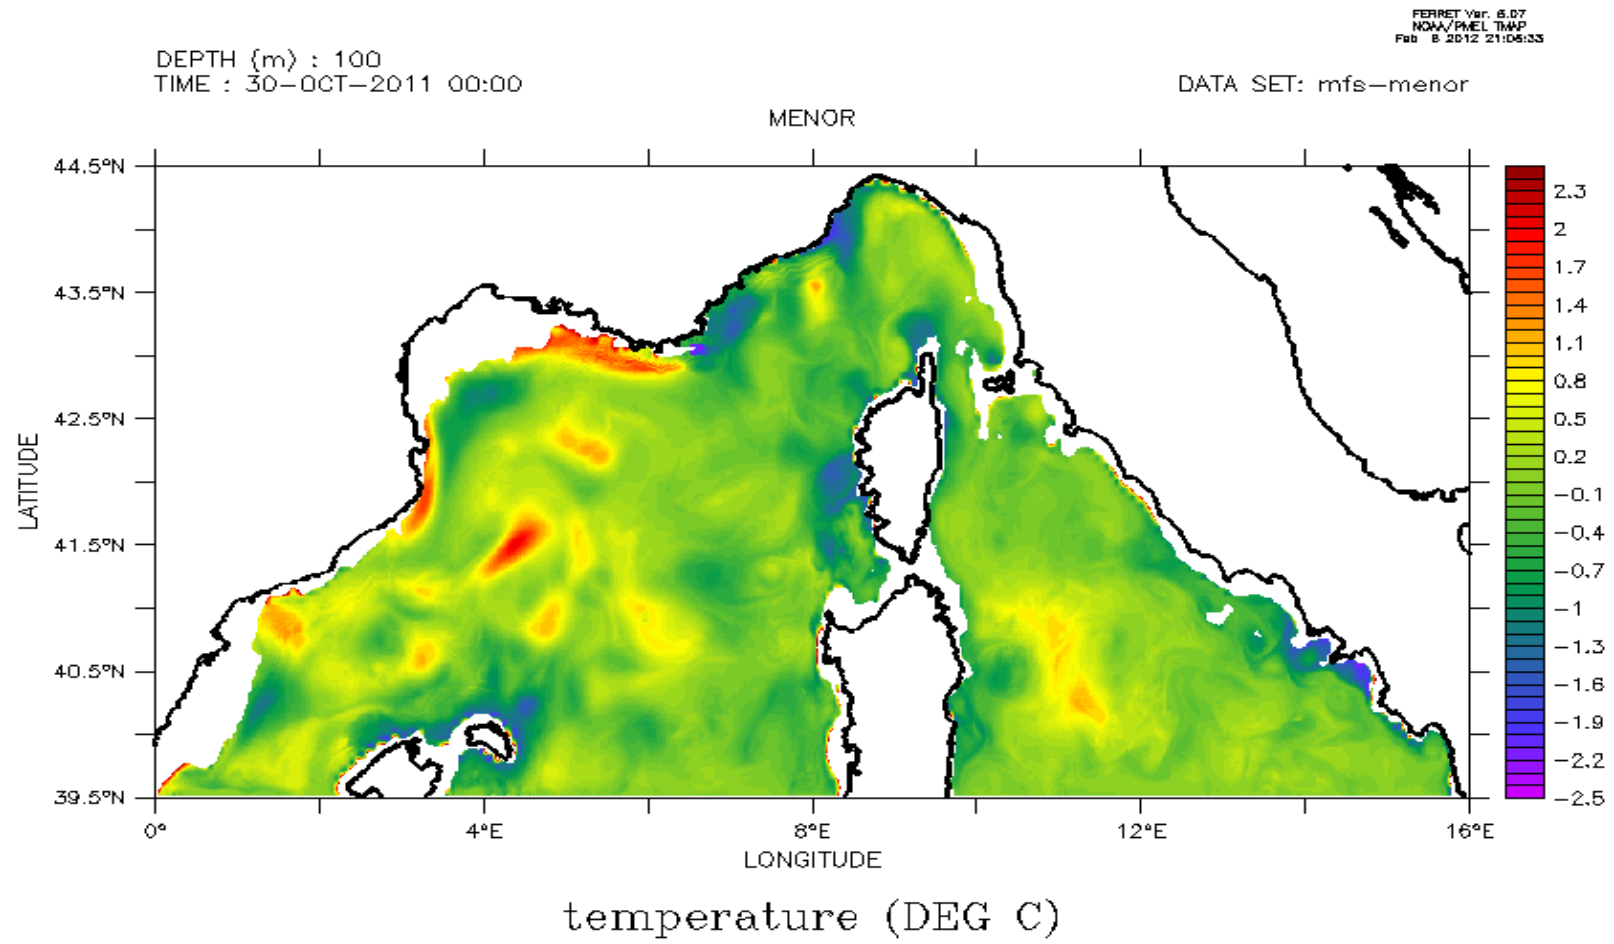 FERRET Ver. 6.07
NOAA/PMEL TMAP
Feb 8 2012 21:06:33
DEPTH (m) : 100
TIME : 30-OCT-2011 00:00
DATA SET: mfs-menor
MENOR
44.5°N
43.5°N
42.5°N
41.5°N
40.5°N
39.5°N
LATITUDE
0°
4°E
8°E
12°E
16°E
LONGITUDE
2.3
2
1.7
1.4
1.1
0.8
0.5
0.2
-0.1
-0.4
-0.7
-1
-1.3
-1.6
-1.9
-2.2
-2.5
temperature (DEG C)